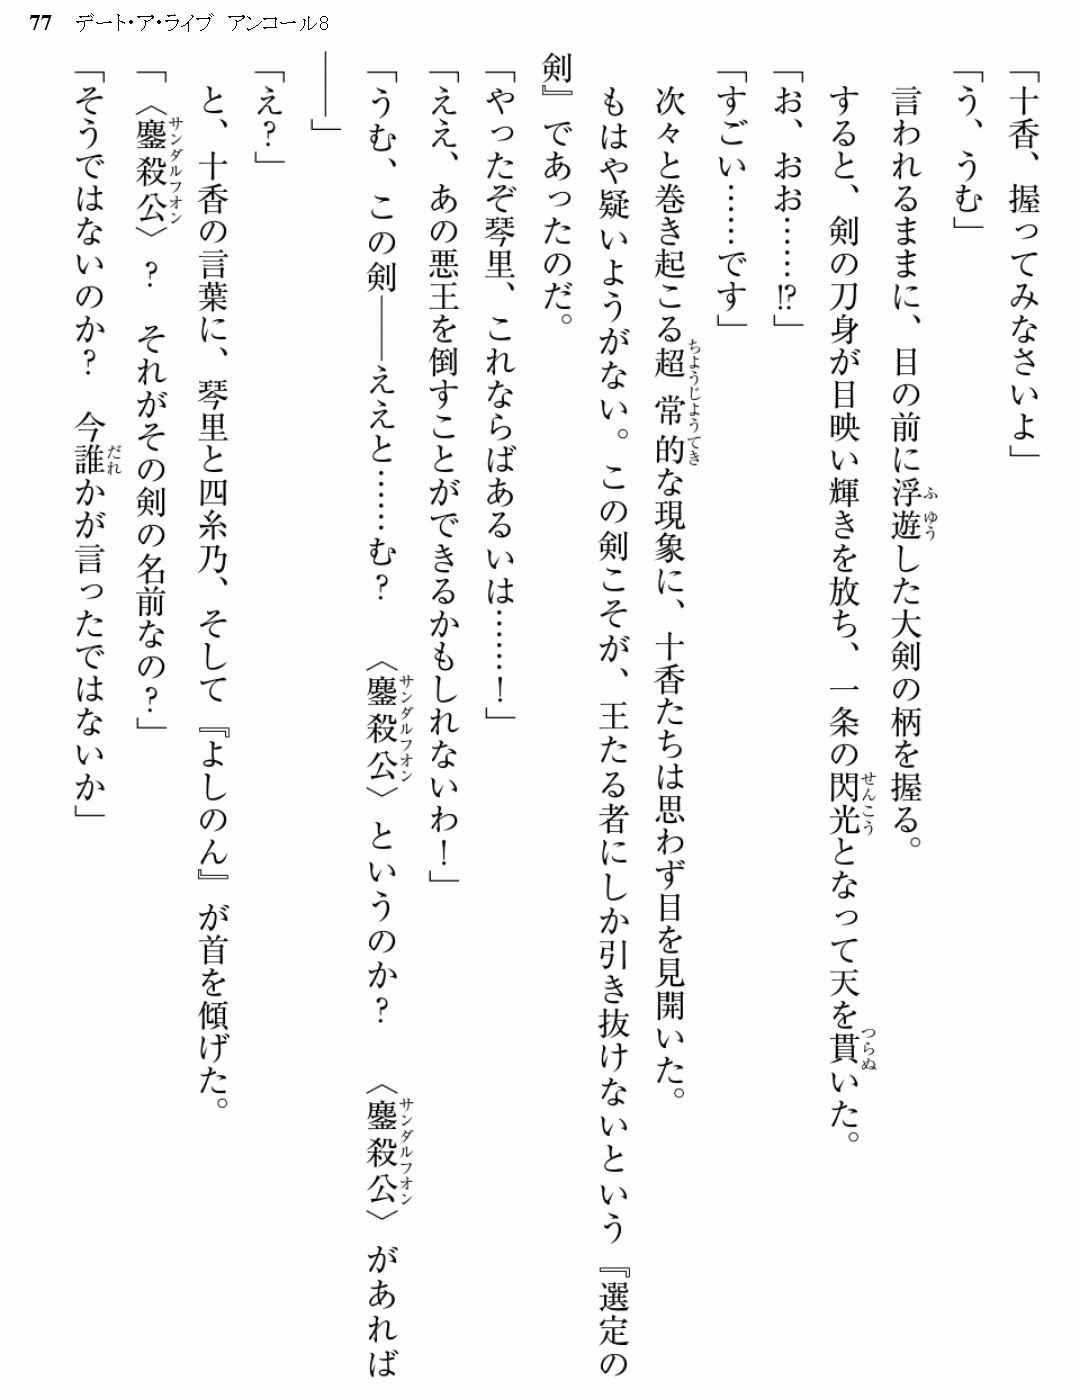 77 デート・ア・ライブ アンコール8
「十香、握ってみなさいよ」
「う、うむ」
言われるままに、目の前に浮遊した大剣の柄を握る。
すると、剣の刀身が目映い輝きを放ち、一条の閃光となって天を貫いた。
「お、おお……!?」
「すごい……です」
次々と巻き起こる超常的な現象に、十香たちは思わず目を見開いた。
もはや疑いようがない。この剣こそが、王たる者にしか引き抜けないという『選定の
剣』であったのだ。
「やったぞ琴里、これならばあるいは……!」
「ええ、あの悪王を倒すことができるかもしれないわ!」
「うむ、この剣――ええと……む? 〈鏖殺公〉というのか? 〈鏖殺公〉があれば
――」
「え?」
と、十香の言葉に、琴里と四糸乃、そして『よしのん』が首を傾げた。
「〈鏖殺公〉? それがその剣の名前なの?」
「そうではないのか? 今誰かが言ったではないか」